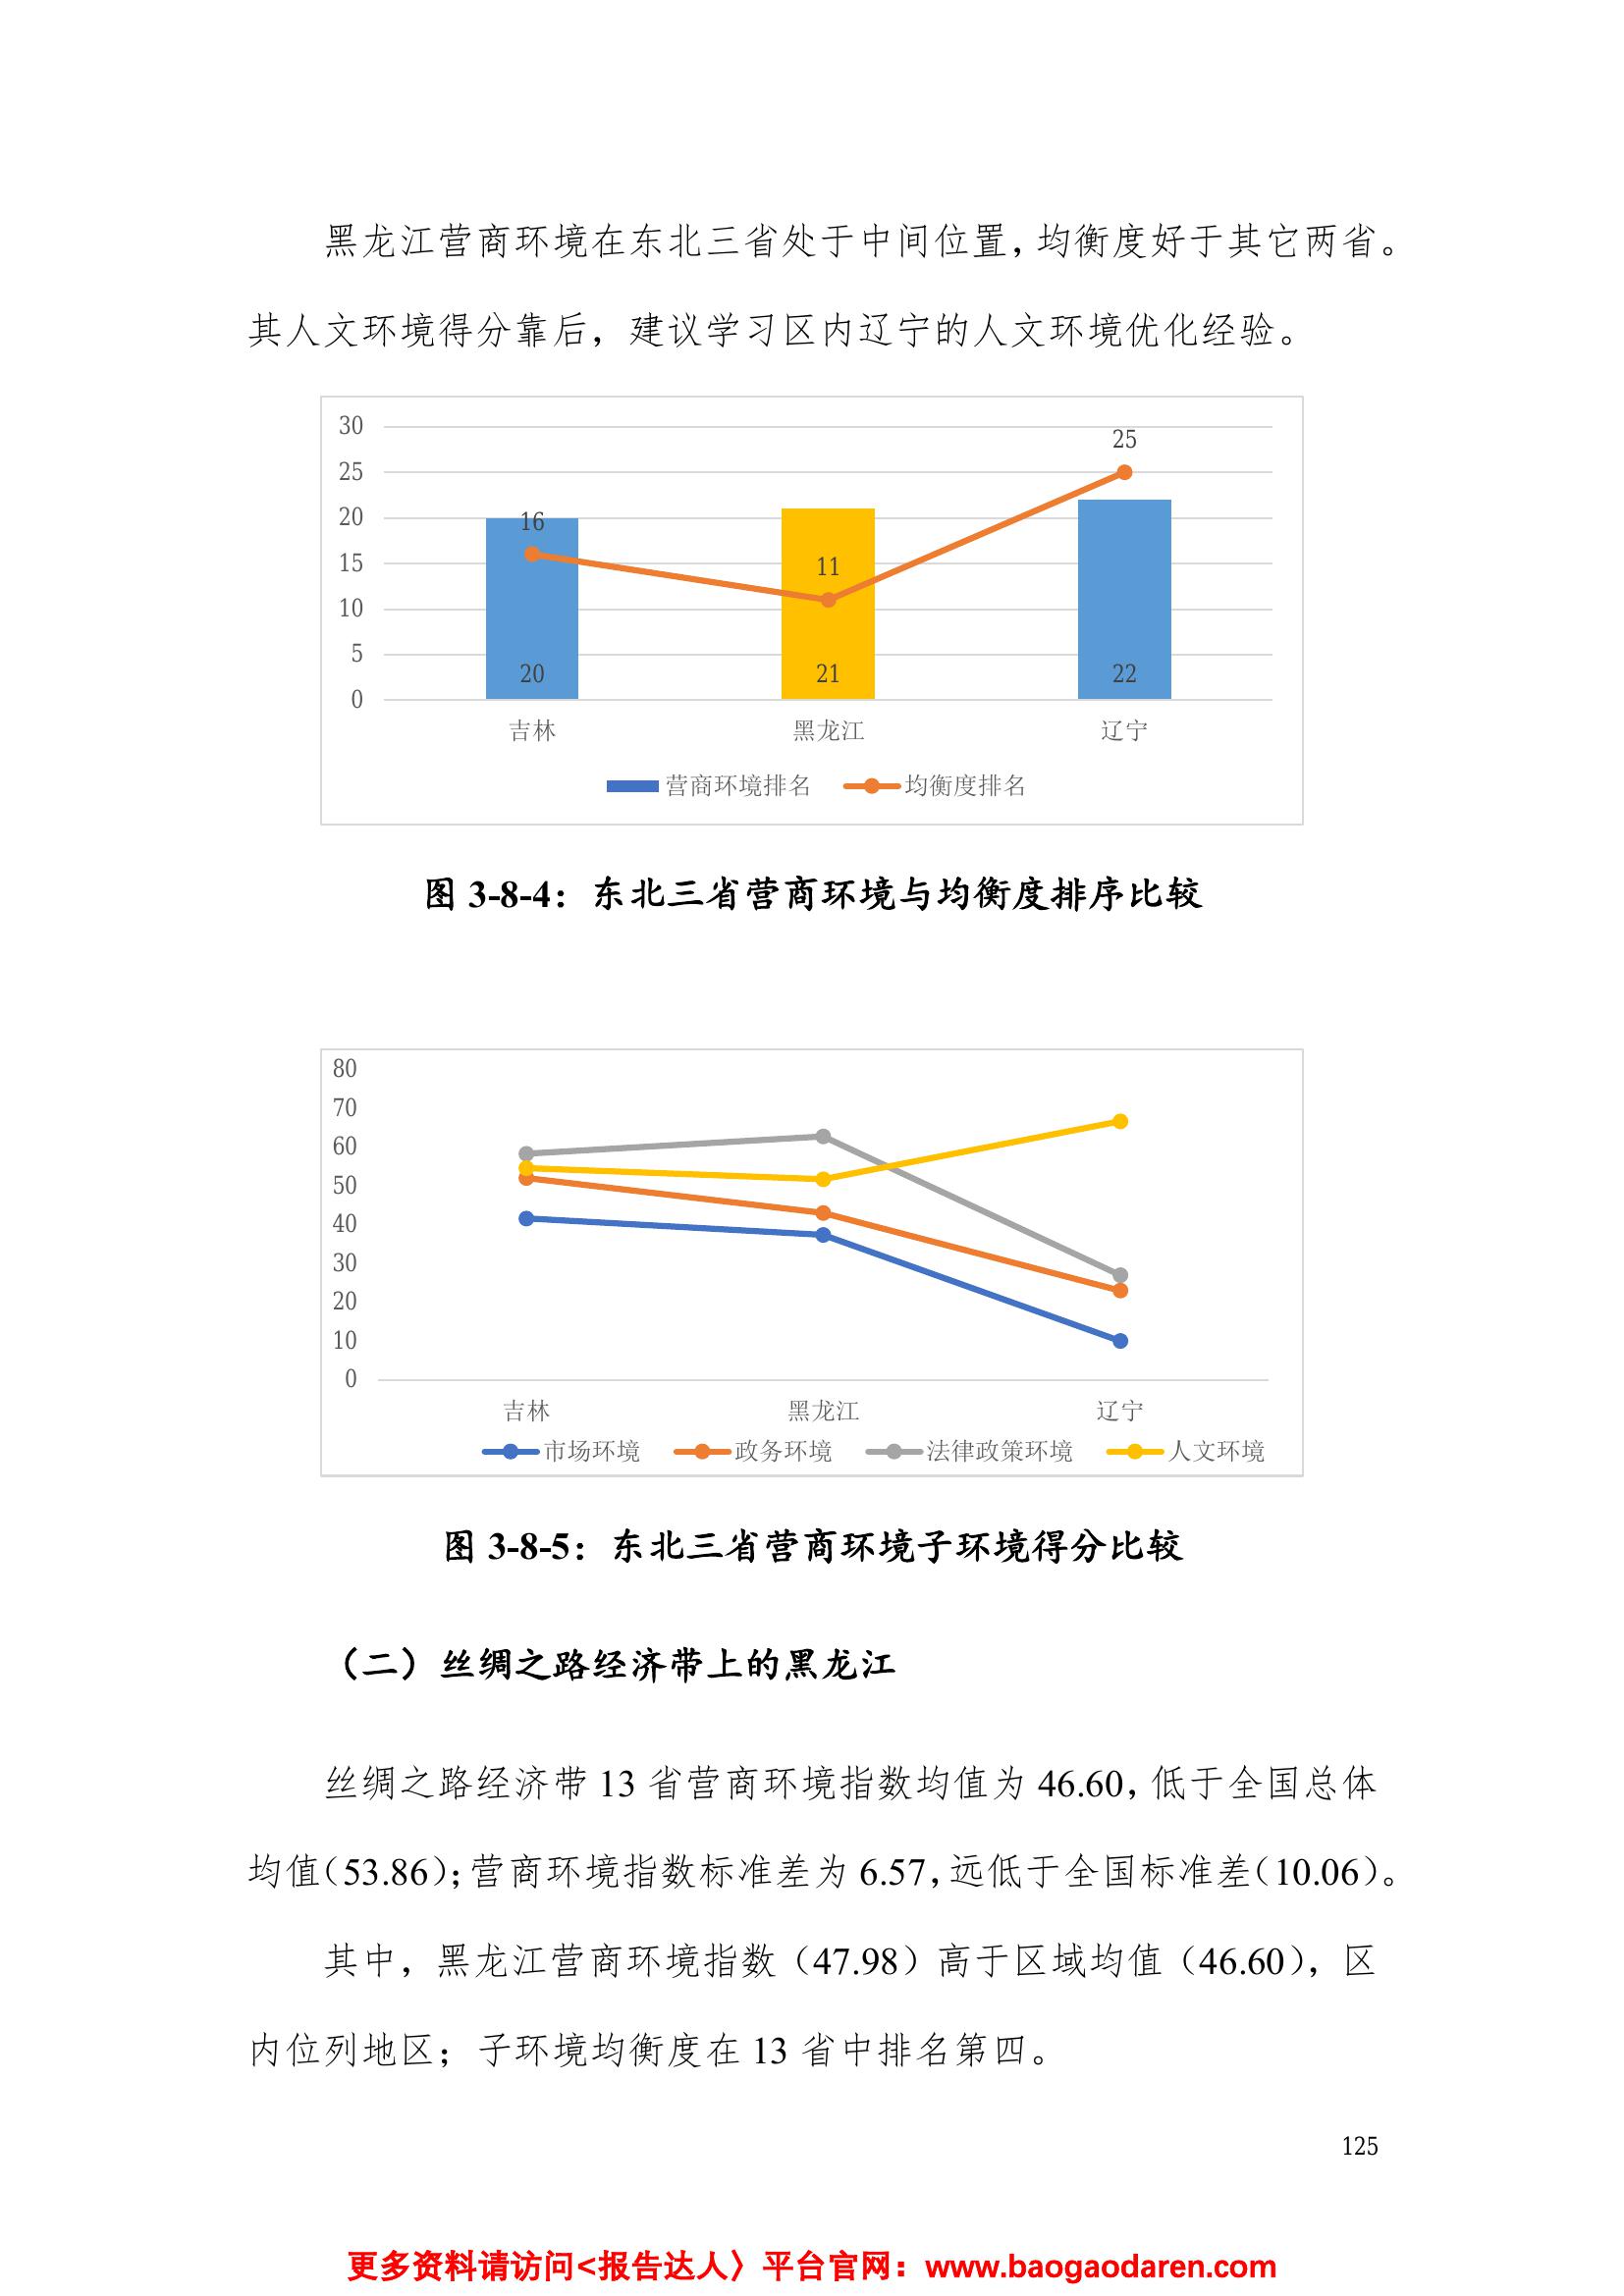 黑龙江营商环境在东北三省处于中间位置，均衡度好于其它两省。
其人文环境得分靠后，建议学习区内辽宁的人文环境优化经验。
30
25
20
15
10
5
0
16
11
25
20
21
22
吉林 黑龙江 辽宁
营商环境排名 均衡度排名
图 3-8-4：东北三省营商环境与均衡度排序比较
80
70
60
50
40
30
20
10
0
吉林 黑龙江 辽宁
市场环境 政务环境 法律政策环境 人文环境
图 3-8-5：东北三省营商环境子环境得分比较
（二）丝绸之路经济带上的黑龙江
丝绸之路经济带 13 省营商环境指数均值为 46.60，低于全国总体
均值（53.86）；营商环境指数标准差为 6.57，远低于全国标准差（10.06）。
其中，黑龙江营商环境指数（47.98）高于区域均值（46.60），区
内位列地区；子环境均衡度在 13 省中排名第四。
125
更多资料请访问<报告达人〉平台官网：www.baogaodaren.com